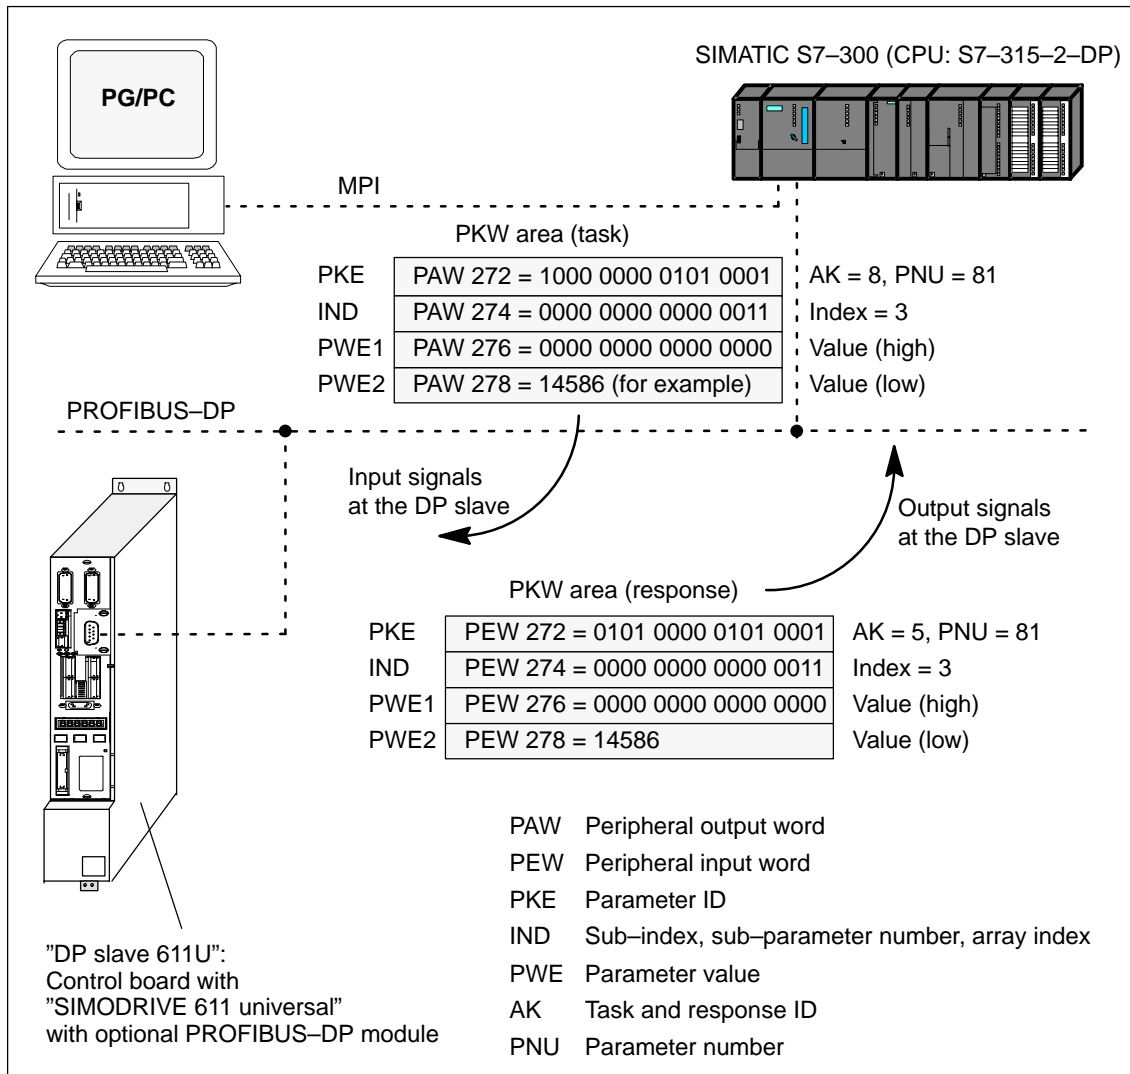 PG/PC
SIMATIC S7–300 (CPU: S7–315–2–DP)
MPI
PKW area (task)
PKE PAW 272 = 1000 0000 0101 0001 AK = 8, PNU = 81
IND PAW 274 = 0000 0000 0000 0011 Index = 3
PWE1 PAW 276 = 0000 0000 0000 0000 Value (high)
PWE2 PAW 278 = 14586 (for example) Value (low)
PROFIBUS–DP
Input signals
at the DP slave
Output signals
at the DP slave
PKW area (response)
PKE PEW 272 = 0101 0000 0101 0001 AK = 5, PNU = 81
IND PEW 274 = 0000 0000 0000 0011 Index = 3
PWE1 PEW 276 = 0000 0000 0000 0000 Value (high)
PWE2 PEW 278 = 14586 Value (low)
PAW Peripheral output word
PEW Peripheral input word
PKE Parameter ID
IND Sub–index, sub–parameter number, array index
PWE Parameter value
AK Task and response ID
PNU Parameter number
”DP slave 611U”:
Control board with
”SIMODRIVE 611 universal”
with optional PROFIBUS–DP module